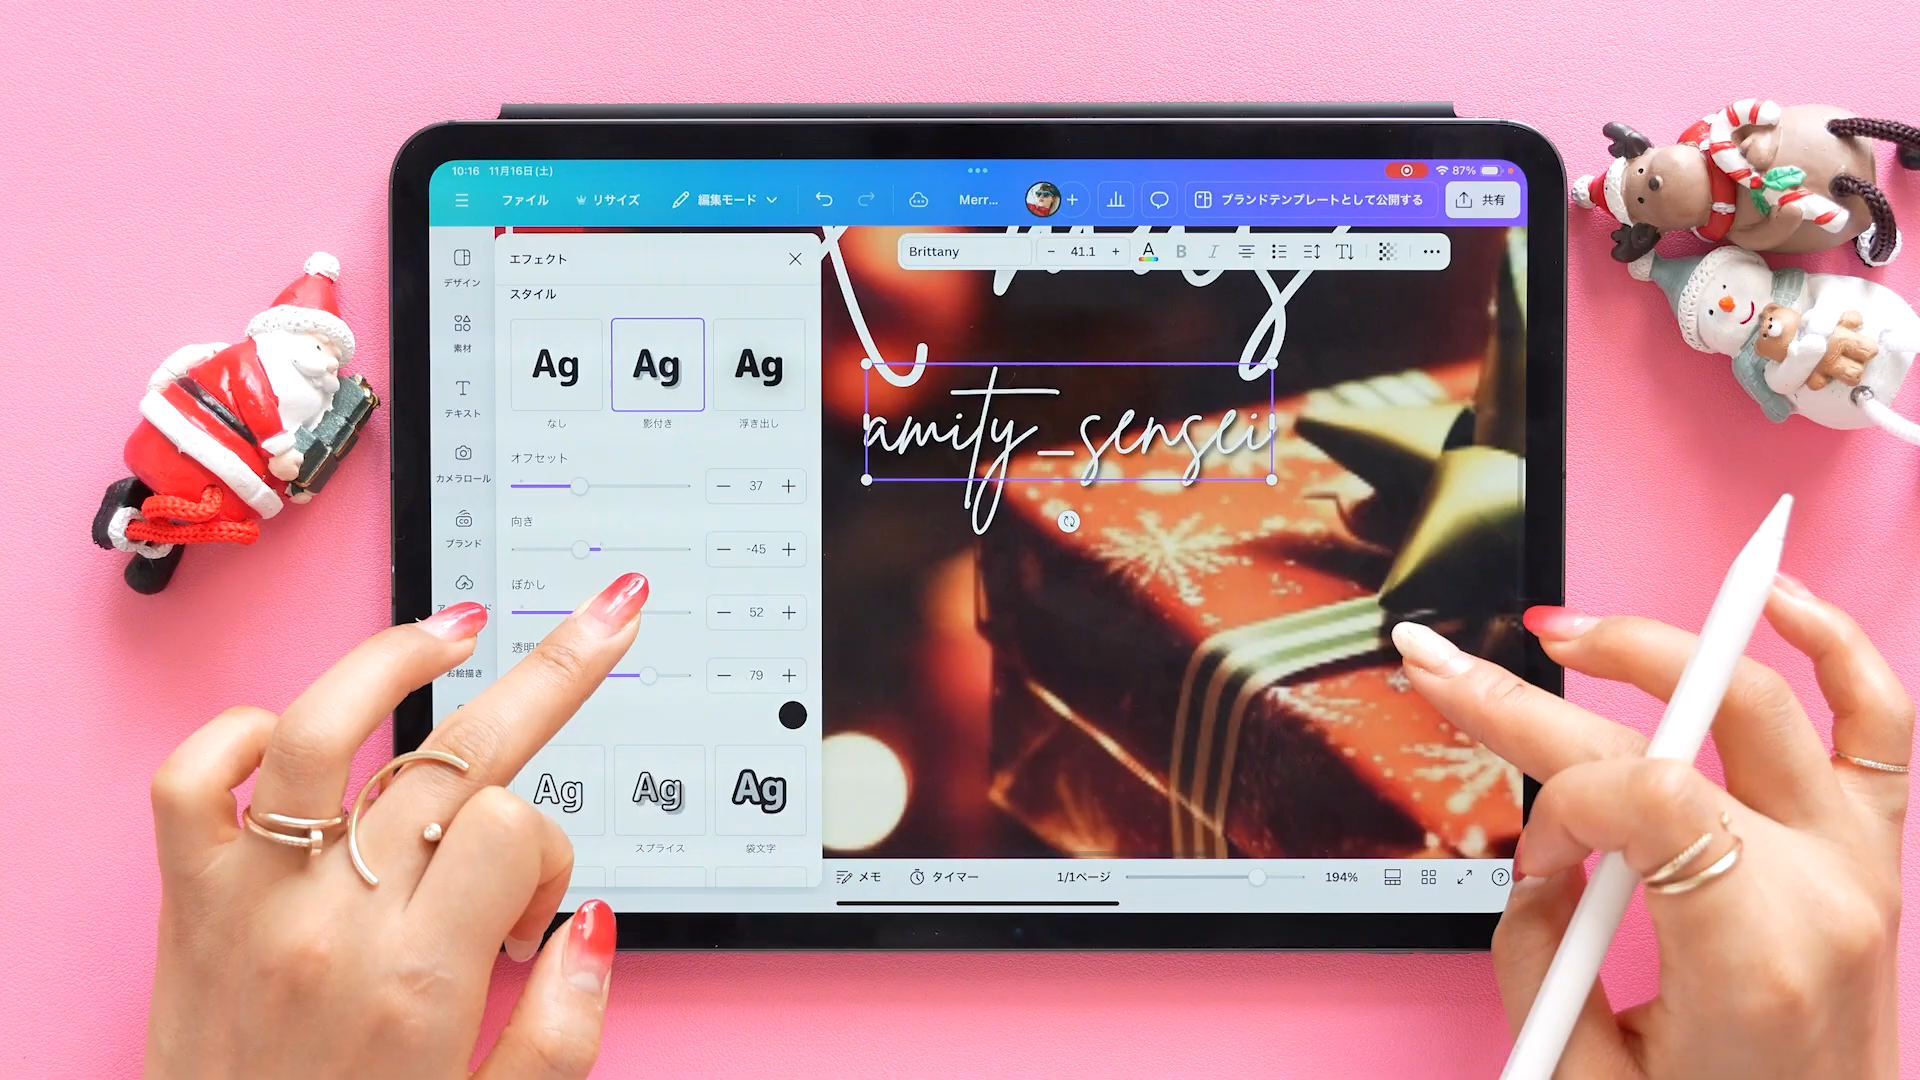 10:16 11月16日(土)
87%
ファイル リサイズ 編集モード Merr... ブランドテンプレートとして公開する 共有
Brittany − 41.1 + A B I
エフェクト
スタイル
Ag Ag Ag
なし 影付き 浮き出し
オフセット
− 37 +
向き
− -45 +
ぼかし
− 52 +
透明
− 79 +
Ag Ag Ag
スプライス 袋文字
デザイン
素材
テキスト
カメラロール
ブランド
お絵描き
amity_sensei
メモ タイマー 1/1ページ 194%